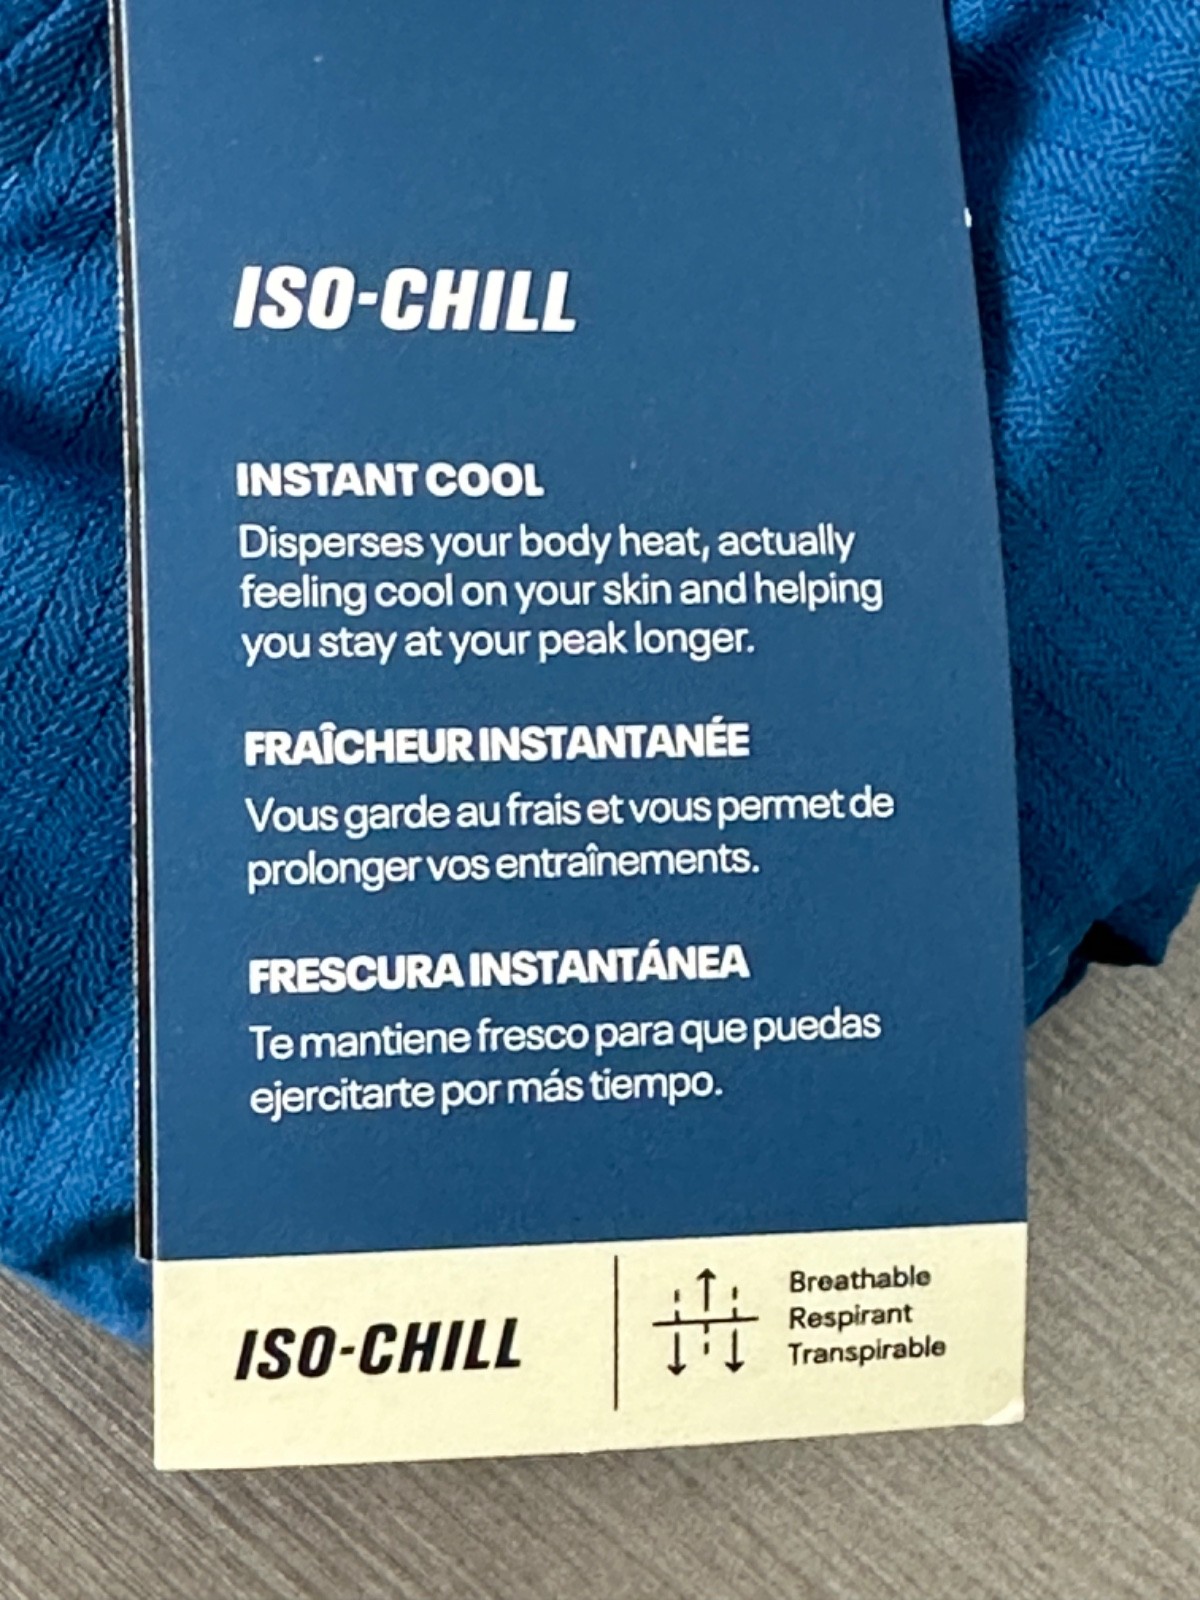 ISO-CHILL
INSTANT COOL
Disperses your body heat, actually
feeling cool on your skin and helping
you stay at your peak longer.
FRAÎCHEUR INSTANTANÉE
Vous garde au frais et vous permet de
prolonger vos entraînements.
FRESCURA INSTANTÁNEA
Te mantiene fresco para que puedas
ejercitarte por más tiempo.
ISO-CHILL
Breathable
Respirant
Transpirable